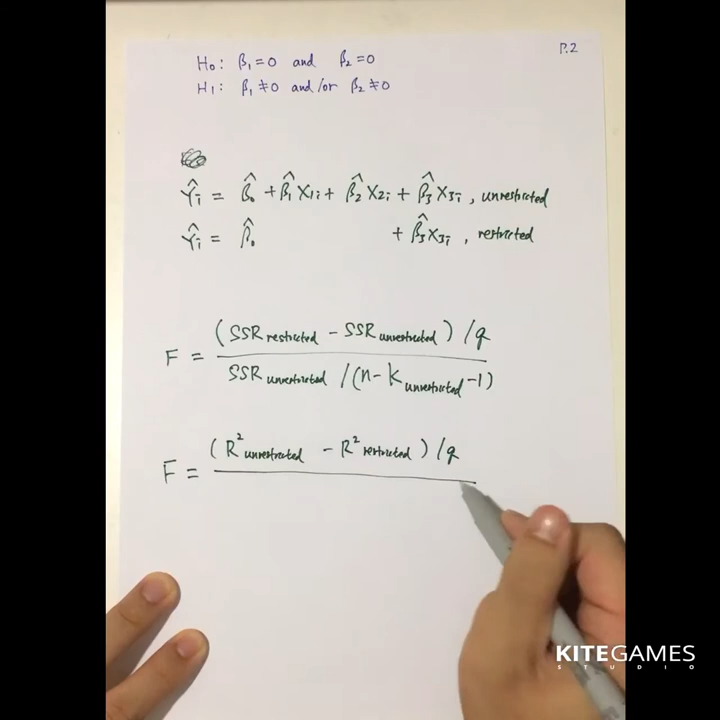 P.2
H₀: β₁=0 and β₂=0
H₁: β₁≠0 and/or β₂≠0
Ŷᵢ = β̂₀ + β̂₁X₁ᵢ + β̂₂X₂ᵢ + β̂₃X₃ᵢ, unrestricted
Ŷᵢ = β̂₀ + β̂₃X₃ᵢ, restricted
F = (SSR restricted − SSR unrestricted) / q
SSR unrestricted / (n − k unrestricted − 1)
F = (R² unrestricted − R² restricted) / q
KITEGAMES
STUDIO